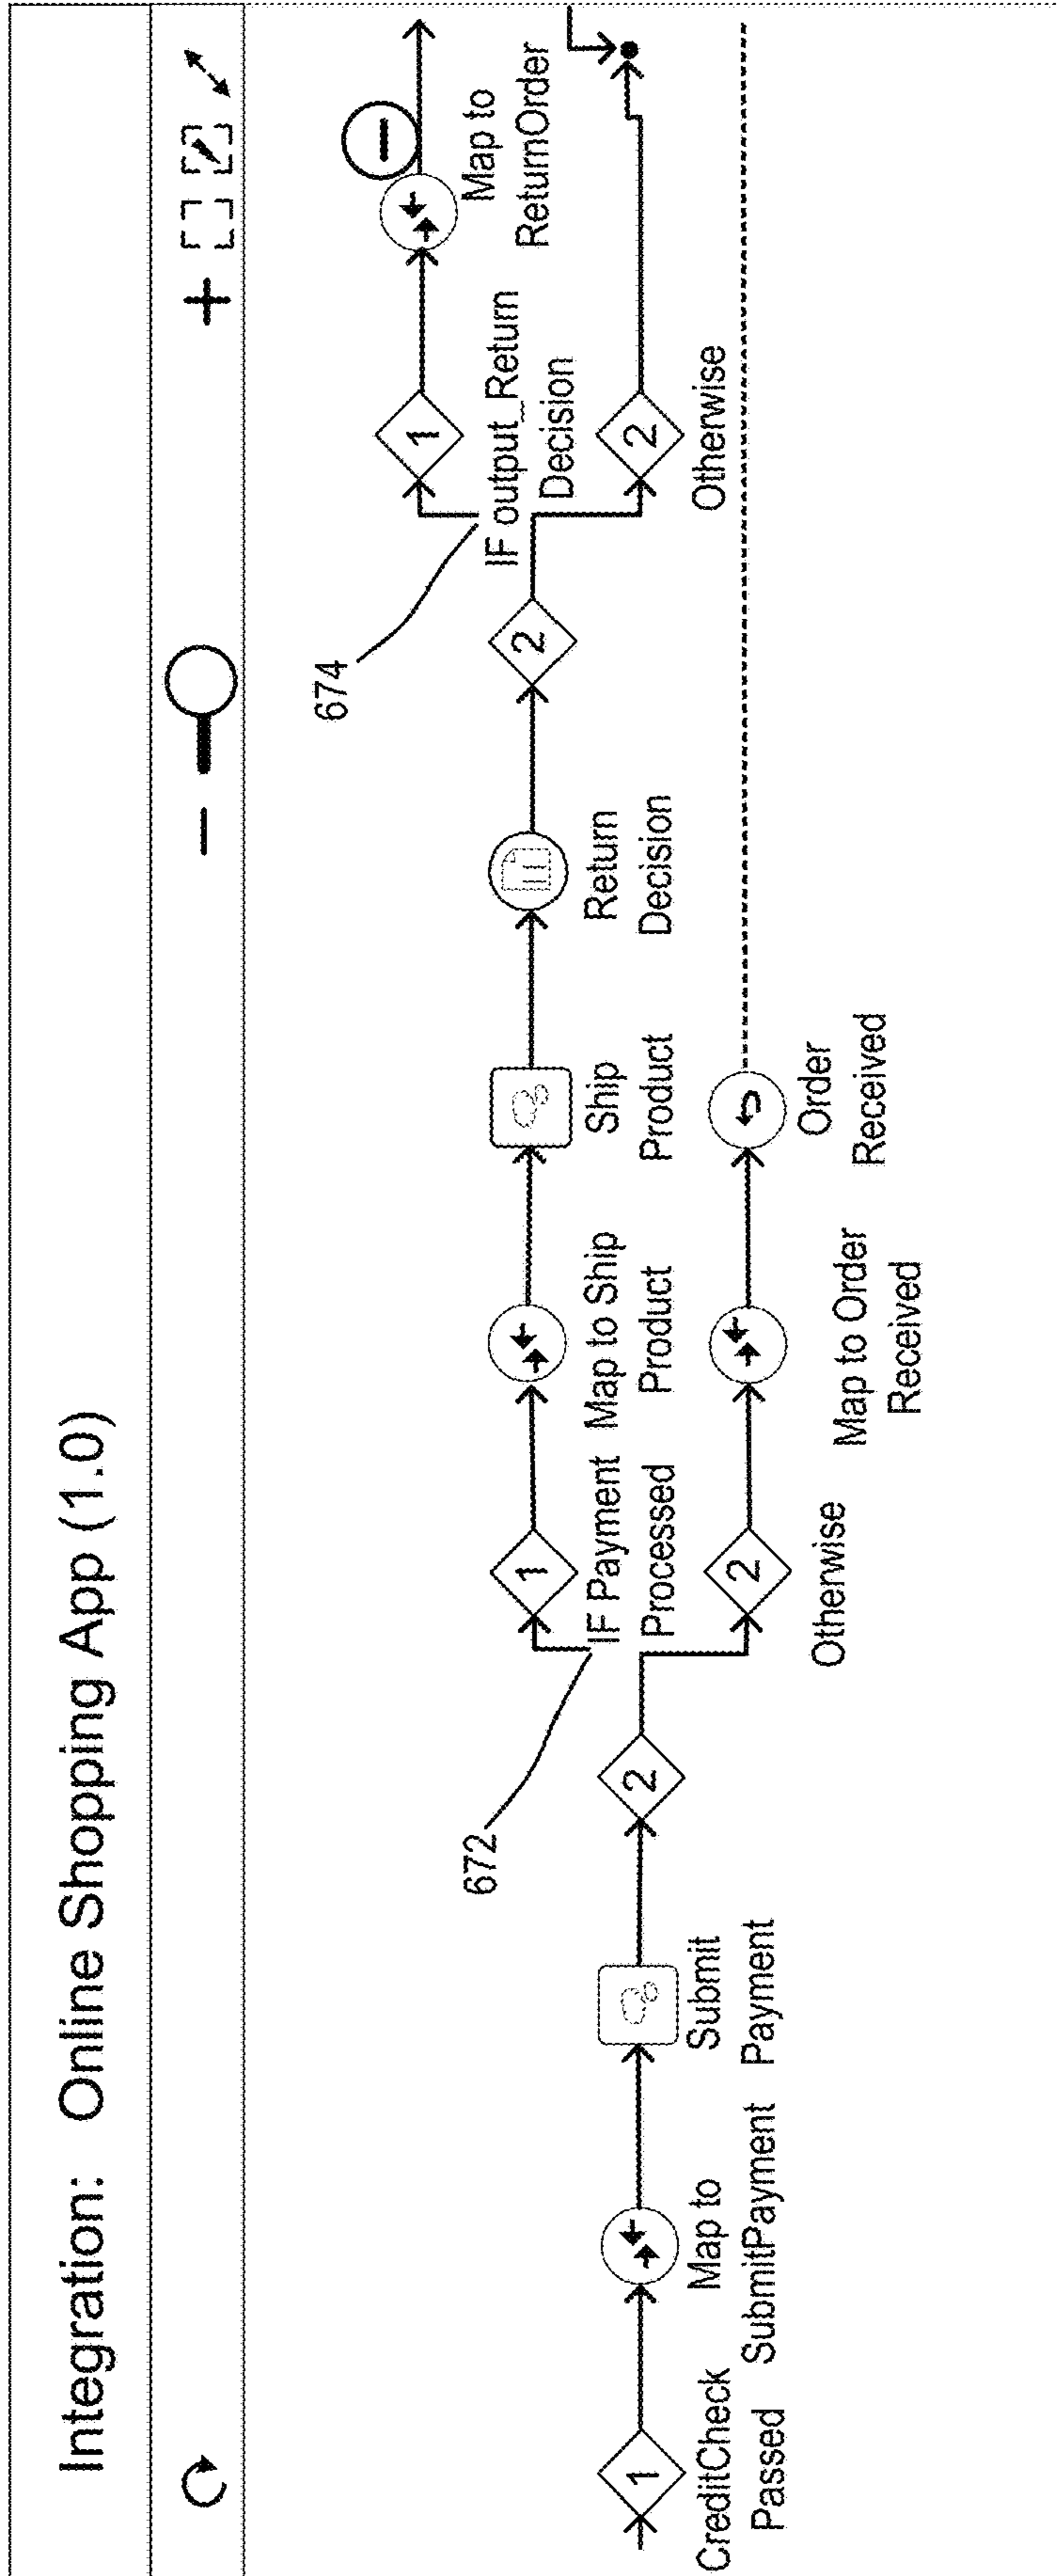 Integration: Online Shopping App (1.0)
674
1
Map to
ReturnOrder
IF output_Return
Decision
2
2
Otherwise
672
1
IF Payment
Processed
Map to Ship
Product
Ship
Product
Return
Decision
1
CreditCheck
Passed
Map to
SubmitPayment
Submit
Payment
2
2
Otherwise
Map to Order
Received
Order
Received